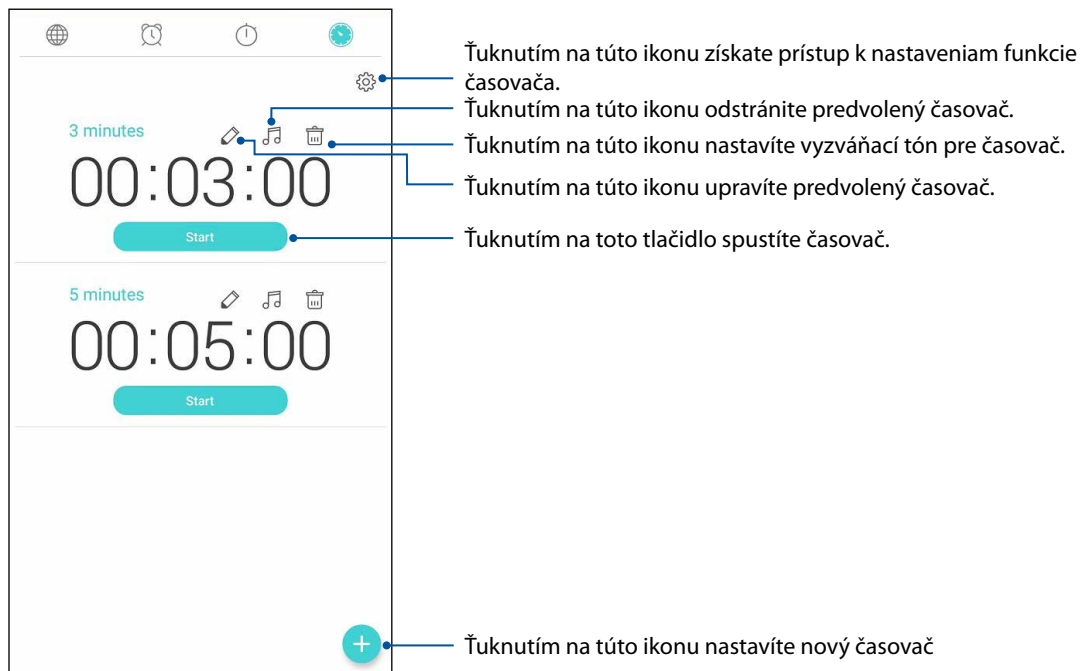 Ťuknutím na túto ikonu získate prístup k nastaveniam funkcie
časovača.
Ťuknutím na túto ikonu odstránite predvolený časovač.
3 minutes
Ťuknutím na túto ikonu nastavíte vyzváňací tón pre časovač.
00:03:00
Ťuknutím na túto ikonu upravíte predvolený časovač.
Start
Ťuknutím na toto tlačidlo spustíte časovač.
5 minutes
00:05:00
Start
Ťuknutím na túto ikonu nastavíte nový časovač